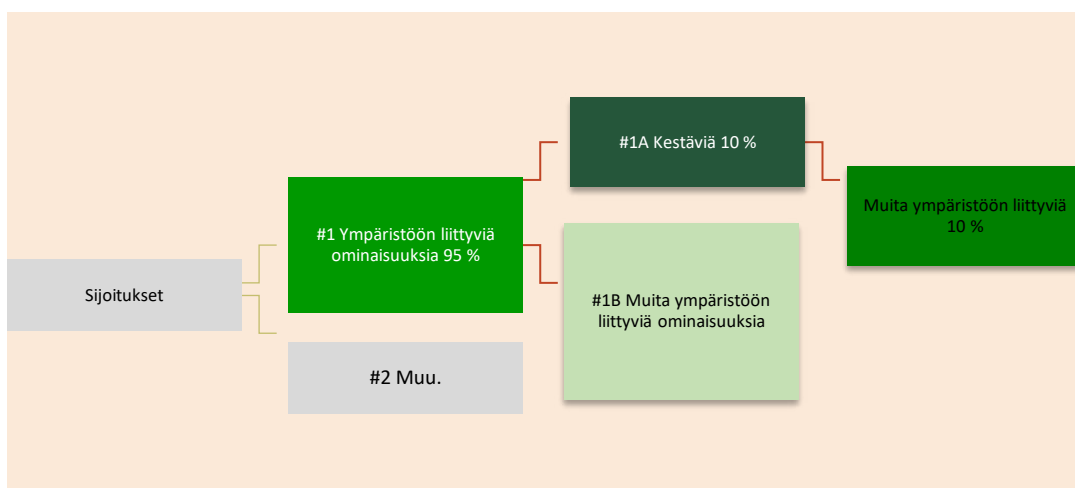 Sijoitukset
#1 Ympäristöön liittyviä
ominaisuuksia 95 %
#2 Muu.
#1A Kestäviä 10 %
#1B Muita ympäristöön
liittyviä ominaisuuksia
Muita ympäristöön liittyviä
10 %